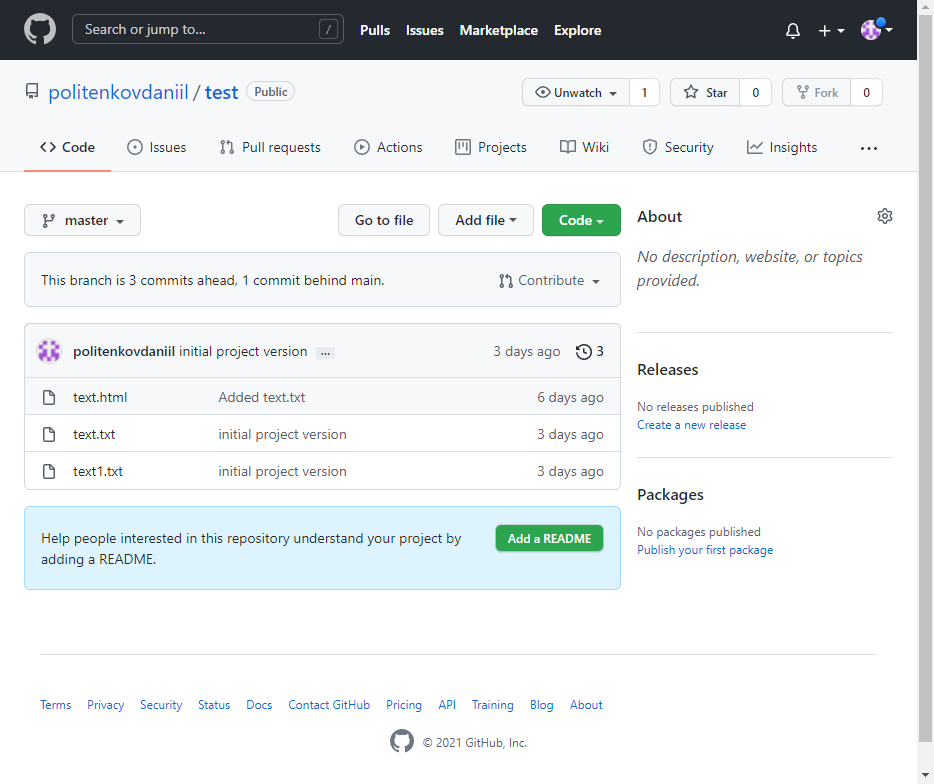 Search or jump to... / Pulls Issues Marketplace Explore
politenkovdaniil / test Public Unwatch 1 Star 0 Fork 0
Code Issues Pull requests Actions Projects Wiki Security Insights ...
master Go to file Add file Code
This branch is 3 commits ahead, 1 commit behind main. Contribute
politenkovdaniil initial project version ... 3 days ago 3
text.html Added text.txt 6 days ago
text.txt initial project version 3 days ago
text1.txt initial project version 3 days ago
Help people interested in this repository understand your project by
adding a README.
Add a README
About
No description, website, or topics
provided.
Releases
No releases published
Create a new release
Packages
No packages published
Publish your first package
Terms Privacy Security Status Docs Contact GitHub Pricing API Training Blog About
© 2021 GitHub, Inc.